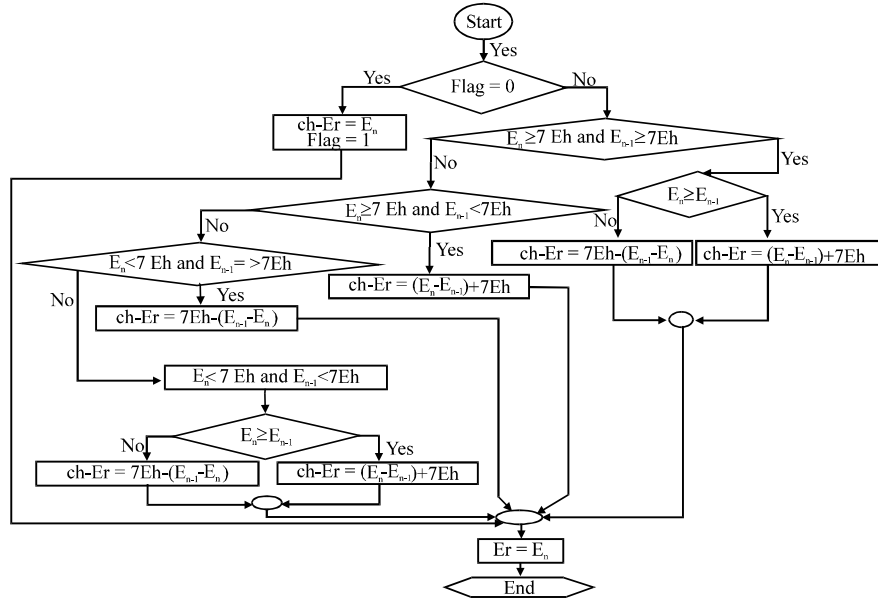 Start
Yes
Flag = 0
Yes
No
ch-Er = Eₙ
Flag = 1
Eₙ≥7 Eh and Eₙ₋₁≥7Eh
No
Yes
Eₙ≥Eₙ₋₁
No
Yes
Eₙ≥7 Eh and Eₙ₋₁<7Eh
No
Yes
ch-Er = 7Eh-(Eₙ₋₁-Eₙ)
ch-Er = (Eₙ-Eₙ₋₁)+7Eh
Eₙ<7 Eh and Eₙ₋₁= >7Eh
No
Yes
ch-Er = (Eₙ-Eₙ₋₁)+7Eh
ch-Er = 7Eh-(Eₙ₋₁-Eₙ)
Eₙ<7 Eh and Eₙ₋₁<7Eh
Eₙ≥Eₙ₋₁
No
Yes
ch-Er = 7Eh-(Eₙ₋₁-Eₙ)
ch-Er = (Eₙ-Eₙ₋₁)+7Eh
Er = Eₙ
End